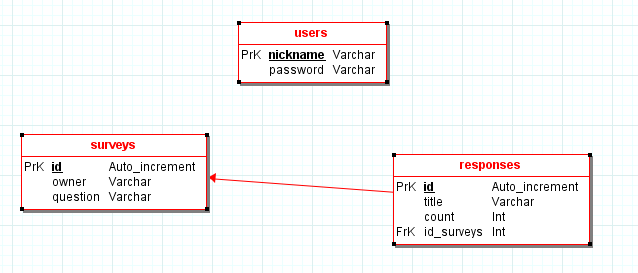 users
PrK nickname Varchar
password Varchar
surveys
PrK id Auto_increment
owner Varchar
question Varchar
responses
PrK id Auto_increment
title Varchar
count Int
FrK id_surveys Int